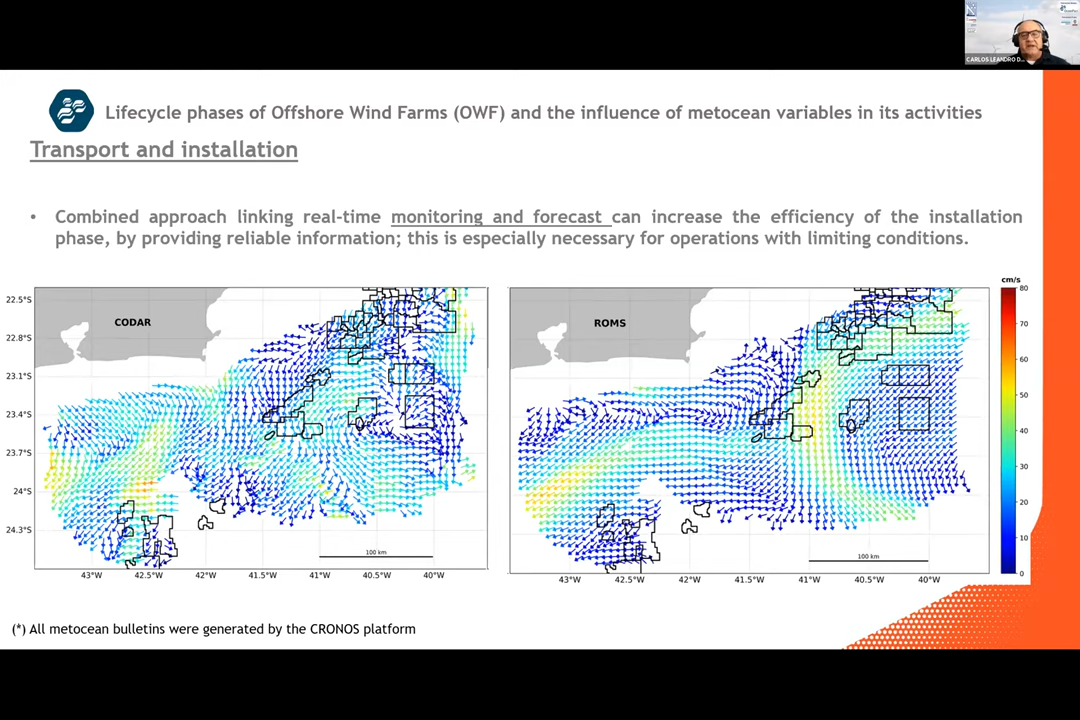 CARLOS LEANDRO D...
Lifecycle phases of Offshore Wind Farms (OWF) and the influence of metocean variables in its activities
Transport and installation
• Combined approach linking real-time monitoring and forecast can increase the efficiency of the installation
phase, by providing reliable information; this is especially necessary for operations with limiting conditions.
cm/s
CODAR
ROMS
22.5°S
22.8°S
23.1°S
23.4°S
23.7°S
24°S
24.3°S
80
70
60
50
40
30
20
10
0
100 km
100 km
43°W 42.5°W 42°W 41.5°W 41°W 40.5°W 40°W
43°W 42.5°W 42°W 41.5°W 41°W 40.5°W 40°W
(*) All metocean bulletins were generated by the CRONOS platform